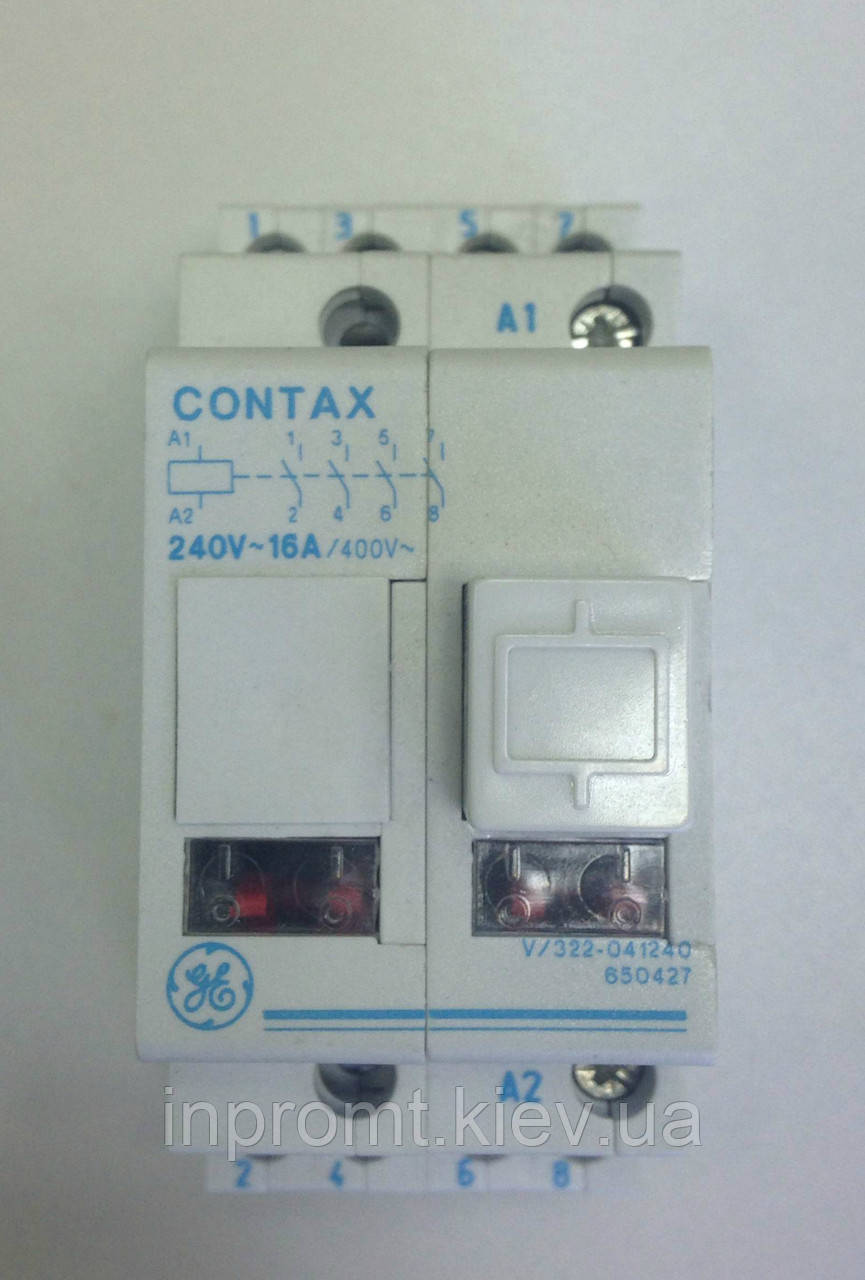 1 3 5 7
A1
CONTAX
A1 1 3 5 7
A2 2 4 6 8
240V~16A/400V~
V/322-041240
650427
GE
A2
inpromt.kiev.ua
2 4 6 8